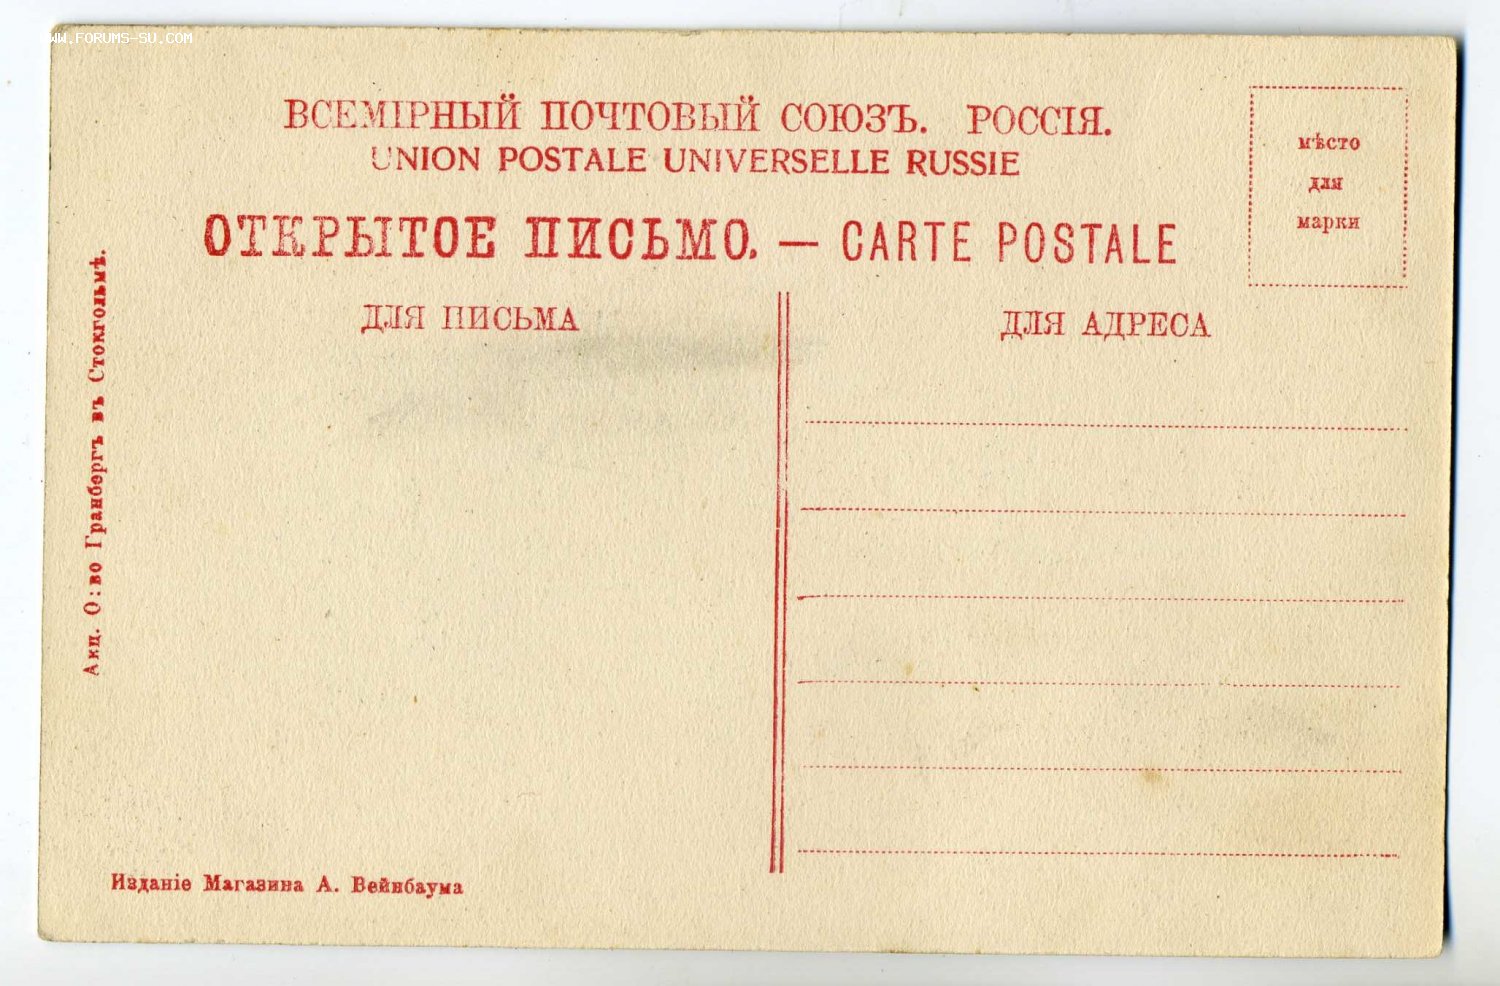 WWW.FORUMS-SU.COM
ВСЕМІРНЫЙ ПОЧТОВЫЙ СОЮЗЪ. РОССІЯ.
UNION POSTALE UNIVERSELLE RUSSIE
ОТКРЫТОЕ ПИСЬМО. — CARTE POSTALE
мѣсто
для
марки
ДЛЯ ПИСЬМА
ДЛЯ АДРЕСА
Акц. О:во Гранбергъ въ Стокгольмѣ.
Изданіе Магазина А. Вейнбаума